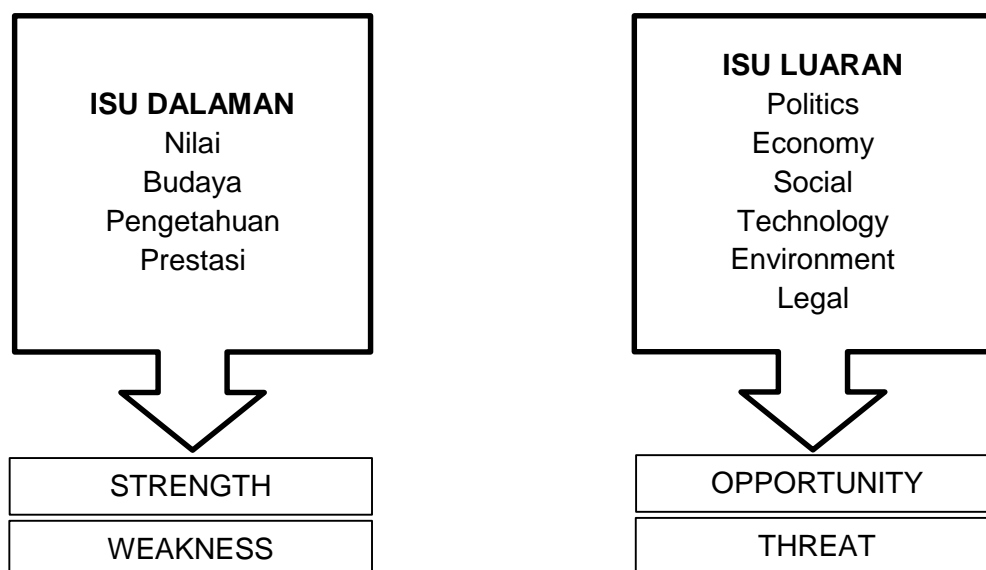 ISU DALAMAN
Nilai
Budaya
Pengetahuan
Prestasi
STRENGTH
WEAKNESS
ISU LUARAN
Politics
Economy
Social
Technology
Environment
Legal
OPPORTUNITY
THREAT